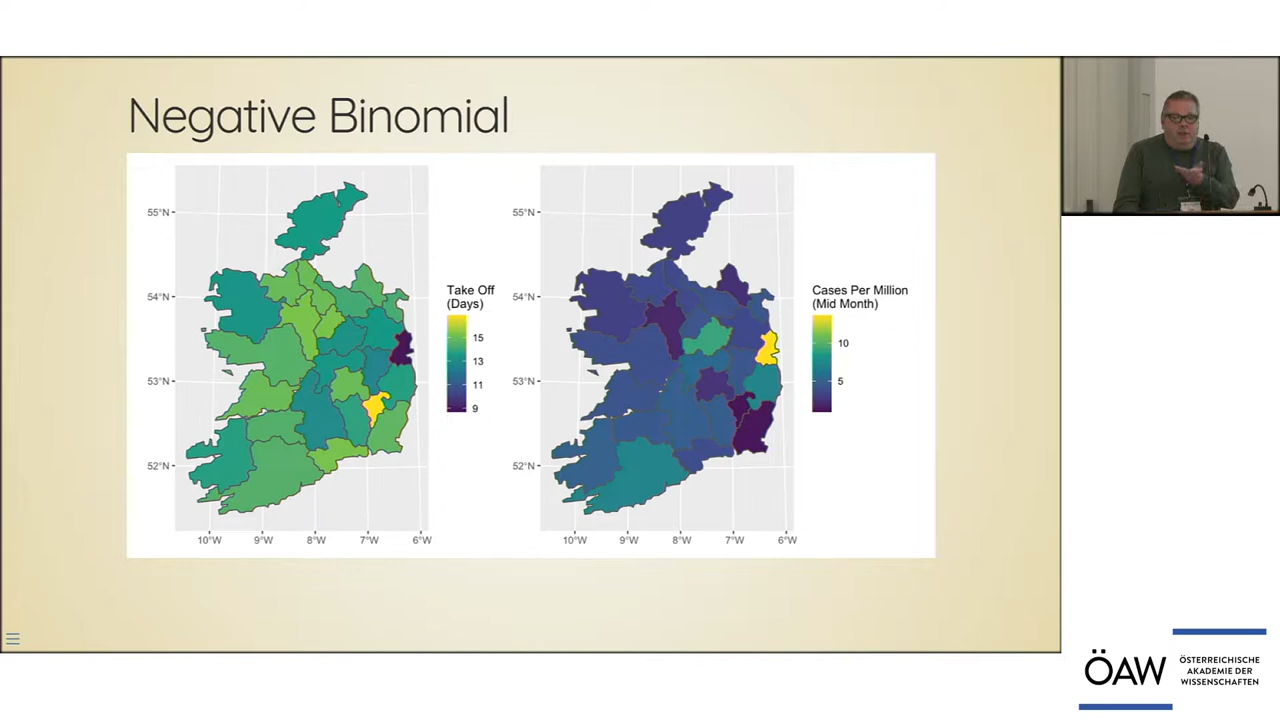 Negative Binomial
55°N
54°N
53°N
52°N
10°W
9°W
8°W
7°W
6°W
Take Off
(Days)
15
13
11
9
55°N
54°N
53°N
52°N
10°W
9°W
8°W
7°W
6°W
Cases Per Million
(Mid Month)
10
5
ÖAW
ÖSTERREICHISCHE
AKADEMIE DER
WISSENSCHAFTEN